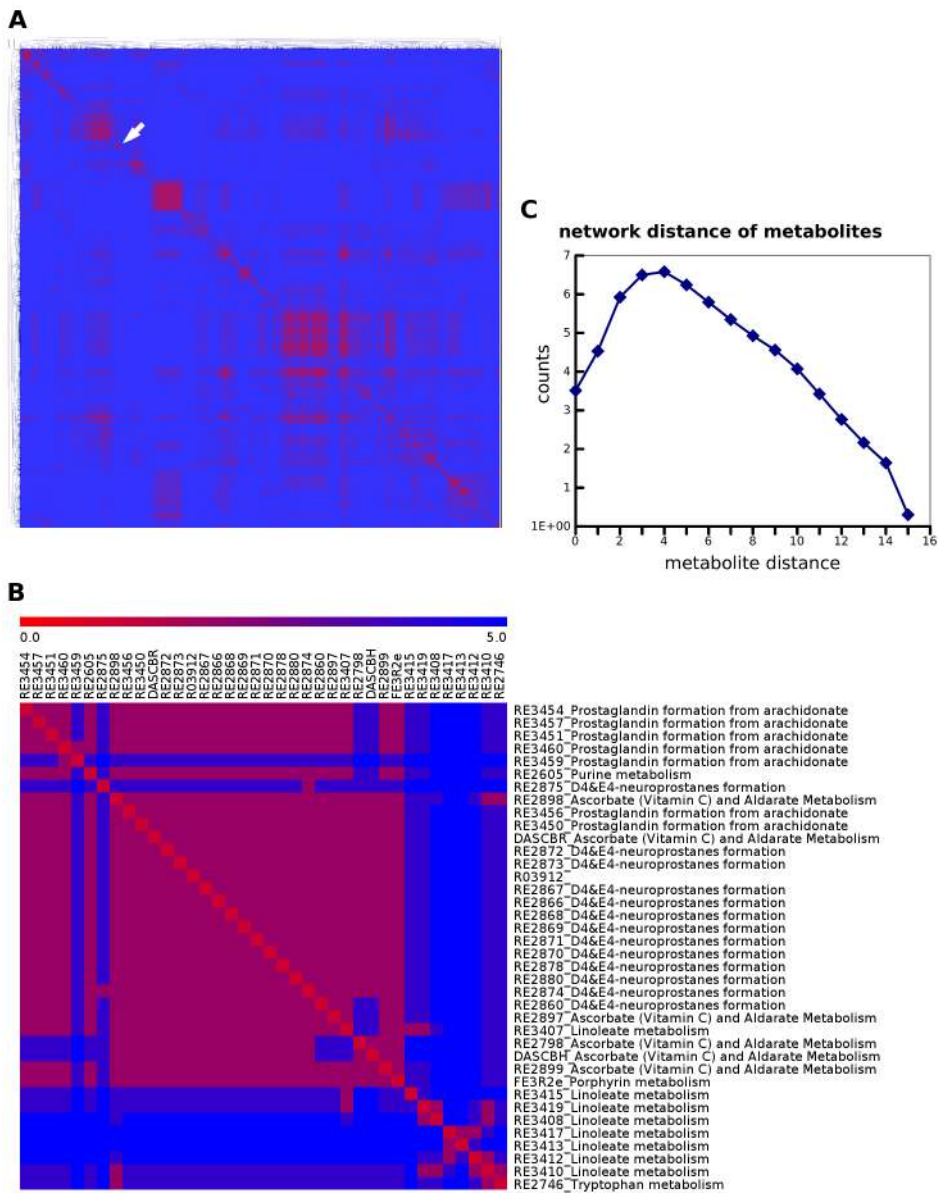 A
C
network distance of metabolites
7
6
5
4
3
2
1
1E+00
counts
0
2
4
6
8
10
12
14
16
metabolite distance
B
0.0
5.0
RE3454
RE3457
RE3451
RE3460
RE3459
RE2605
RE2875
RE2898
RE3456
RE3450
DASCBR
RE2872
RE2873
R03912
RE2867
RE2866
RE2868
RE2869
RE2871
RE2870
RE2878
RE2880
RE2874
RE2860
RE2897
RE3407
RE2798
DASCBH
RE2899
FE3R2e
RE3415
RE3419
RE3408
RE3417
RE3413
RE3412
RE3410
RE2746
RE3454_Prostaglandin formation from arachidonate
RE3457_Prostaglandin formation from arachidonate
RE3451_Prostaglandin formation from arachidonate
RE3460_Prostaglandin formation from arachidonate
RE3459_Prostaglandin formation from arachidonate
RE2605_Purine metabolism
RE2875_D4&E4-neuroprostanes formation
RE2898_Ascorbate (Vitamin C) and Aldarate Metabolism
RE3456_Prostaglandin formation from arachidonate
RE3450_Prostaglandin formation from arachidonate
DASCBR_Ascorbate (Vitamin C) and Aldarate Metabolism
RE2872_D4&E4-neuroprostanes formation
RE2873_D4&E4-neuroprostanes formation
R03912_
RE2867_D4&E4-neuroprostanes formation
RE2866_D4&E4-neuroprostanes formation
RE2868_D4&E4-neuroprostanes formation
RE2869_D4&E4-neuroprostanes formation
RE2871_D4&E4-neuroprostanes formation
RE2870_D4&E4-neuroprostanes formation
RE2878_D4&E4-neuroprostanes formation
RE2880_D4&E4-neuroprostanes formation
RE2874_D4&E4-neuroprostanes formation
RE2860_D4&E4-neuroprostanes formation
RE2897_Ascorbate (Vitamin C) and Aldarate Metabolism
RE3407_Linoleate metabolism
RE2798_Ascorbate (Vitamin C) and Aldarate Metabolism
DASCBH_Ascorbate (Vitamin C) and Aldarate Metabolism
RE2899_Ascorbate (Vitamin C) and Aldarate Metabolism
FE3R2e_Porphyrin metabolism
RE3415_Linoleate metabolism
RE3419_Linoleate metabolism
RE3408_Linoleate metabolism
RE3417_Linoleate metabolism
RE3413_Linoleate metabolism
RE3412_Linoleate metabolism
RE3410_Linoleate metabolism
RE2746_Tryptophan metabolism